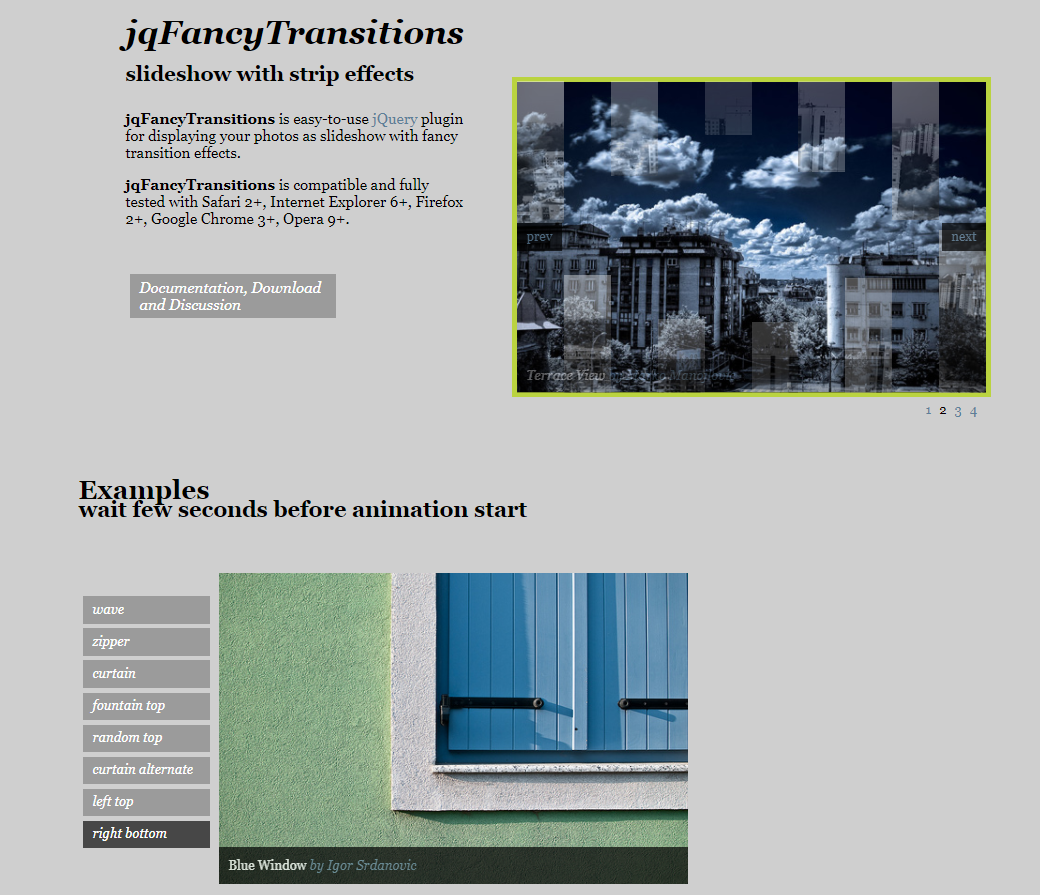 jqFancyTransitions
slideshow with strip effects
jqFancyTransitions is easy-to-use jQuery plugin
for displaying your photos as slideshow with fancy
transition effects.
jqFancyTransitions is compatible and fully
tested with Safari 2+, Internet Explorer 6+, Firefox
2+, Google Chrome 3+, Opera 9+.
Documentation, Download
and Discussion
prev
next
Terrace View
1 2 3 4
Examples
wait few seconds before animation start
wave
zipper
curtain
fountain top
random top
curtain alternate
left top
right bottom
Blue Window by Igor Srdanovic